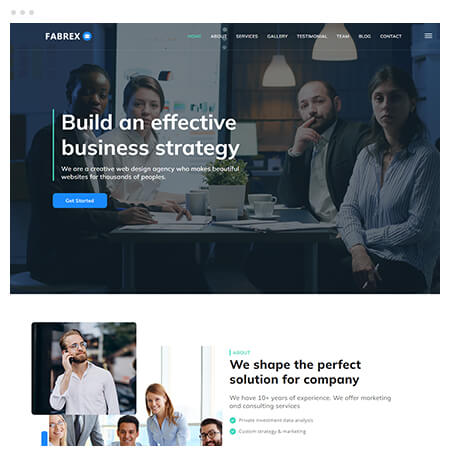 FABREX
HOME ABOUT SERVICES GALLERY TESTIMONIAL TEAM BLOG CONTACT
Build an effective
business strategy
We are a creative web design agency who makes beautiful
websites for thousands of peoples.
Get Started
ABOUT
We shape the perfect
solution for company
We have 10+ years of experience. We offer marketing
and consulting services
Private investment data analysis
Custom strategy & marketing